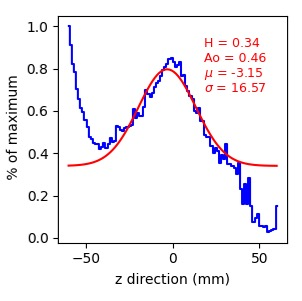 H = 0.34
Ao = 0.46
μ = -3.15
σ = 16.57
1.0
0.8
0.6
0.4
0.2
0.0
% of maximum
−50 0 50
z direction (mm)